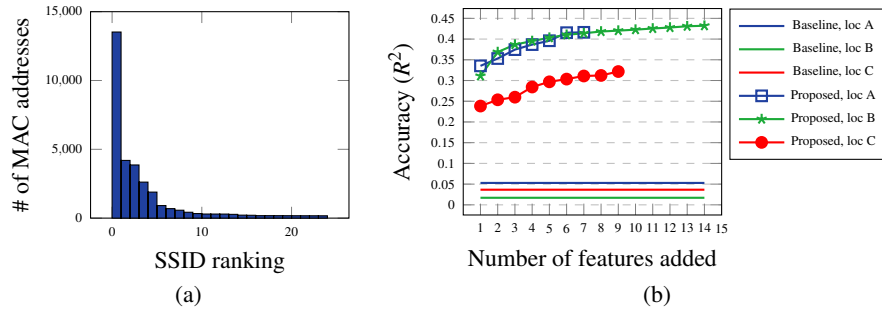 15,000
10,000
5,000
0
# of MAC addresses
0 10 20
SSID ranking
(a)
0.45
0.4
0.35
0.3
0.25
0.2
0.15
0.1
0.05
0
Accuracy (R²)
1 2 3 4 5 6 7 8 9 10 11 12 13 14 15
Number of features added
(b)
Baseline, loc A
Baseline, loc B
Baseline, loc C
Proposed, loc A
Proposed, loc B
Proposed, loc C